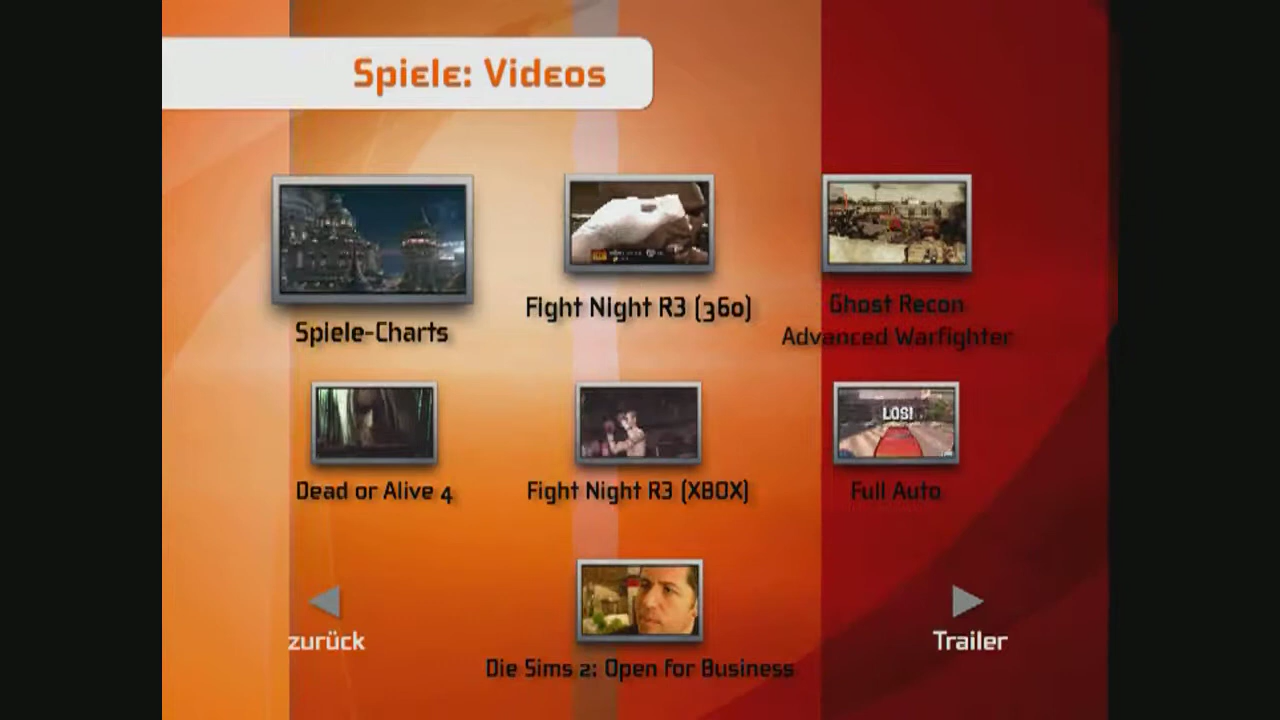 Spiele: Videos
Spiele-Charts
Fight Night R3 (360)
Ghost Recon
Advanced Warfighter
LOS!
Dead or Alive 4
Fight Night R3 (XBOX)
Full Auto
zurück
Trailer
Die Sims 2: Open for Business